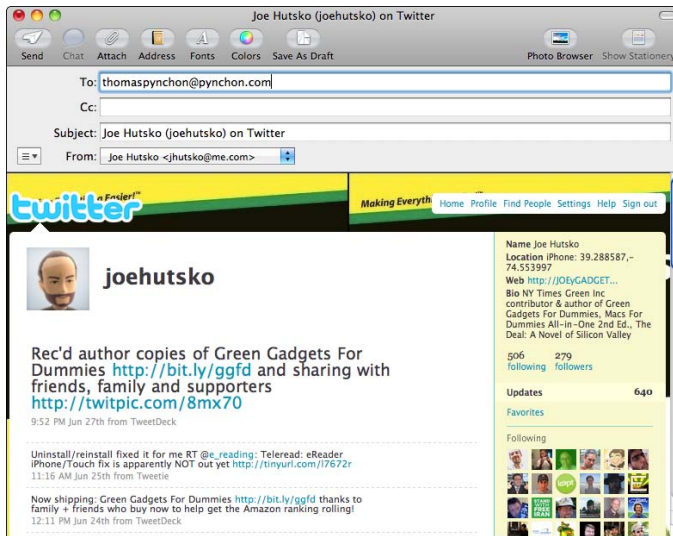 Joe Hutsko (joehutsko) on Twitter
Send Chat Attach Address Fonts Colors Save As Draft Photo Browser Show Stationery
To: thomaspynchon@pynchon.com
Cc:
Subject: Joe Hutsko (joehutsko) on Twitter
From: Joe Hutsko <jhutsko@me.com>
Easier!™
twitter
Making Everyth
Home Profile Find People Settings Help Sign out
joehutsko
Rec'd author copies of Green Gadgets For
Dummies http://bit.ly/ggfd and sharing with
friends, family and supporters
http://twitpic.com/8mx70
9:52 PM Jun 27th from TweetDeck
Uninstall/reinstall fixed it for me RT @e_reading: Teleread: eReader
iPhone/Touch fix is apparently NOT out yet http://tinyurl.com/l7672r
11:16 AM Jun 25th from Tweetie
Now shipping: Green Gadgets For Dummies http://bit.ly/ggfd thanks to
family + friends who buy now to help get the Amazon ranking rolling!
12:11 PM Jun 24th from TweetDeck
Name Joe Hutsko
Location iPhone: 39.288587,-
74.553997
Web http://JOEyGADGET...
Bio NY Times Green Inc
contributor & author of Green
Gadgets For Dummies, Macs For
Dummies All-in-One 2nd Ed., The
Deal: A Novel of Silicon Valley
506 279
following followers
Updates 640
Favorites
Following
kopt
STAND WITH
FREE
IRAN